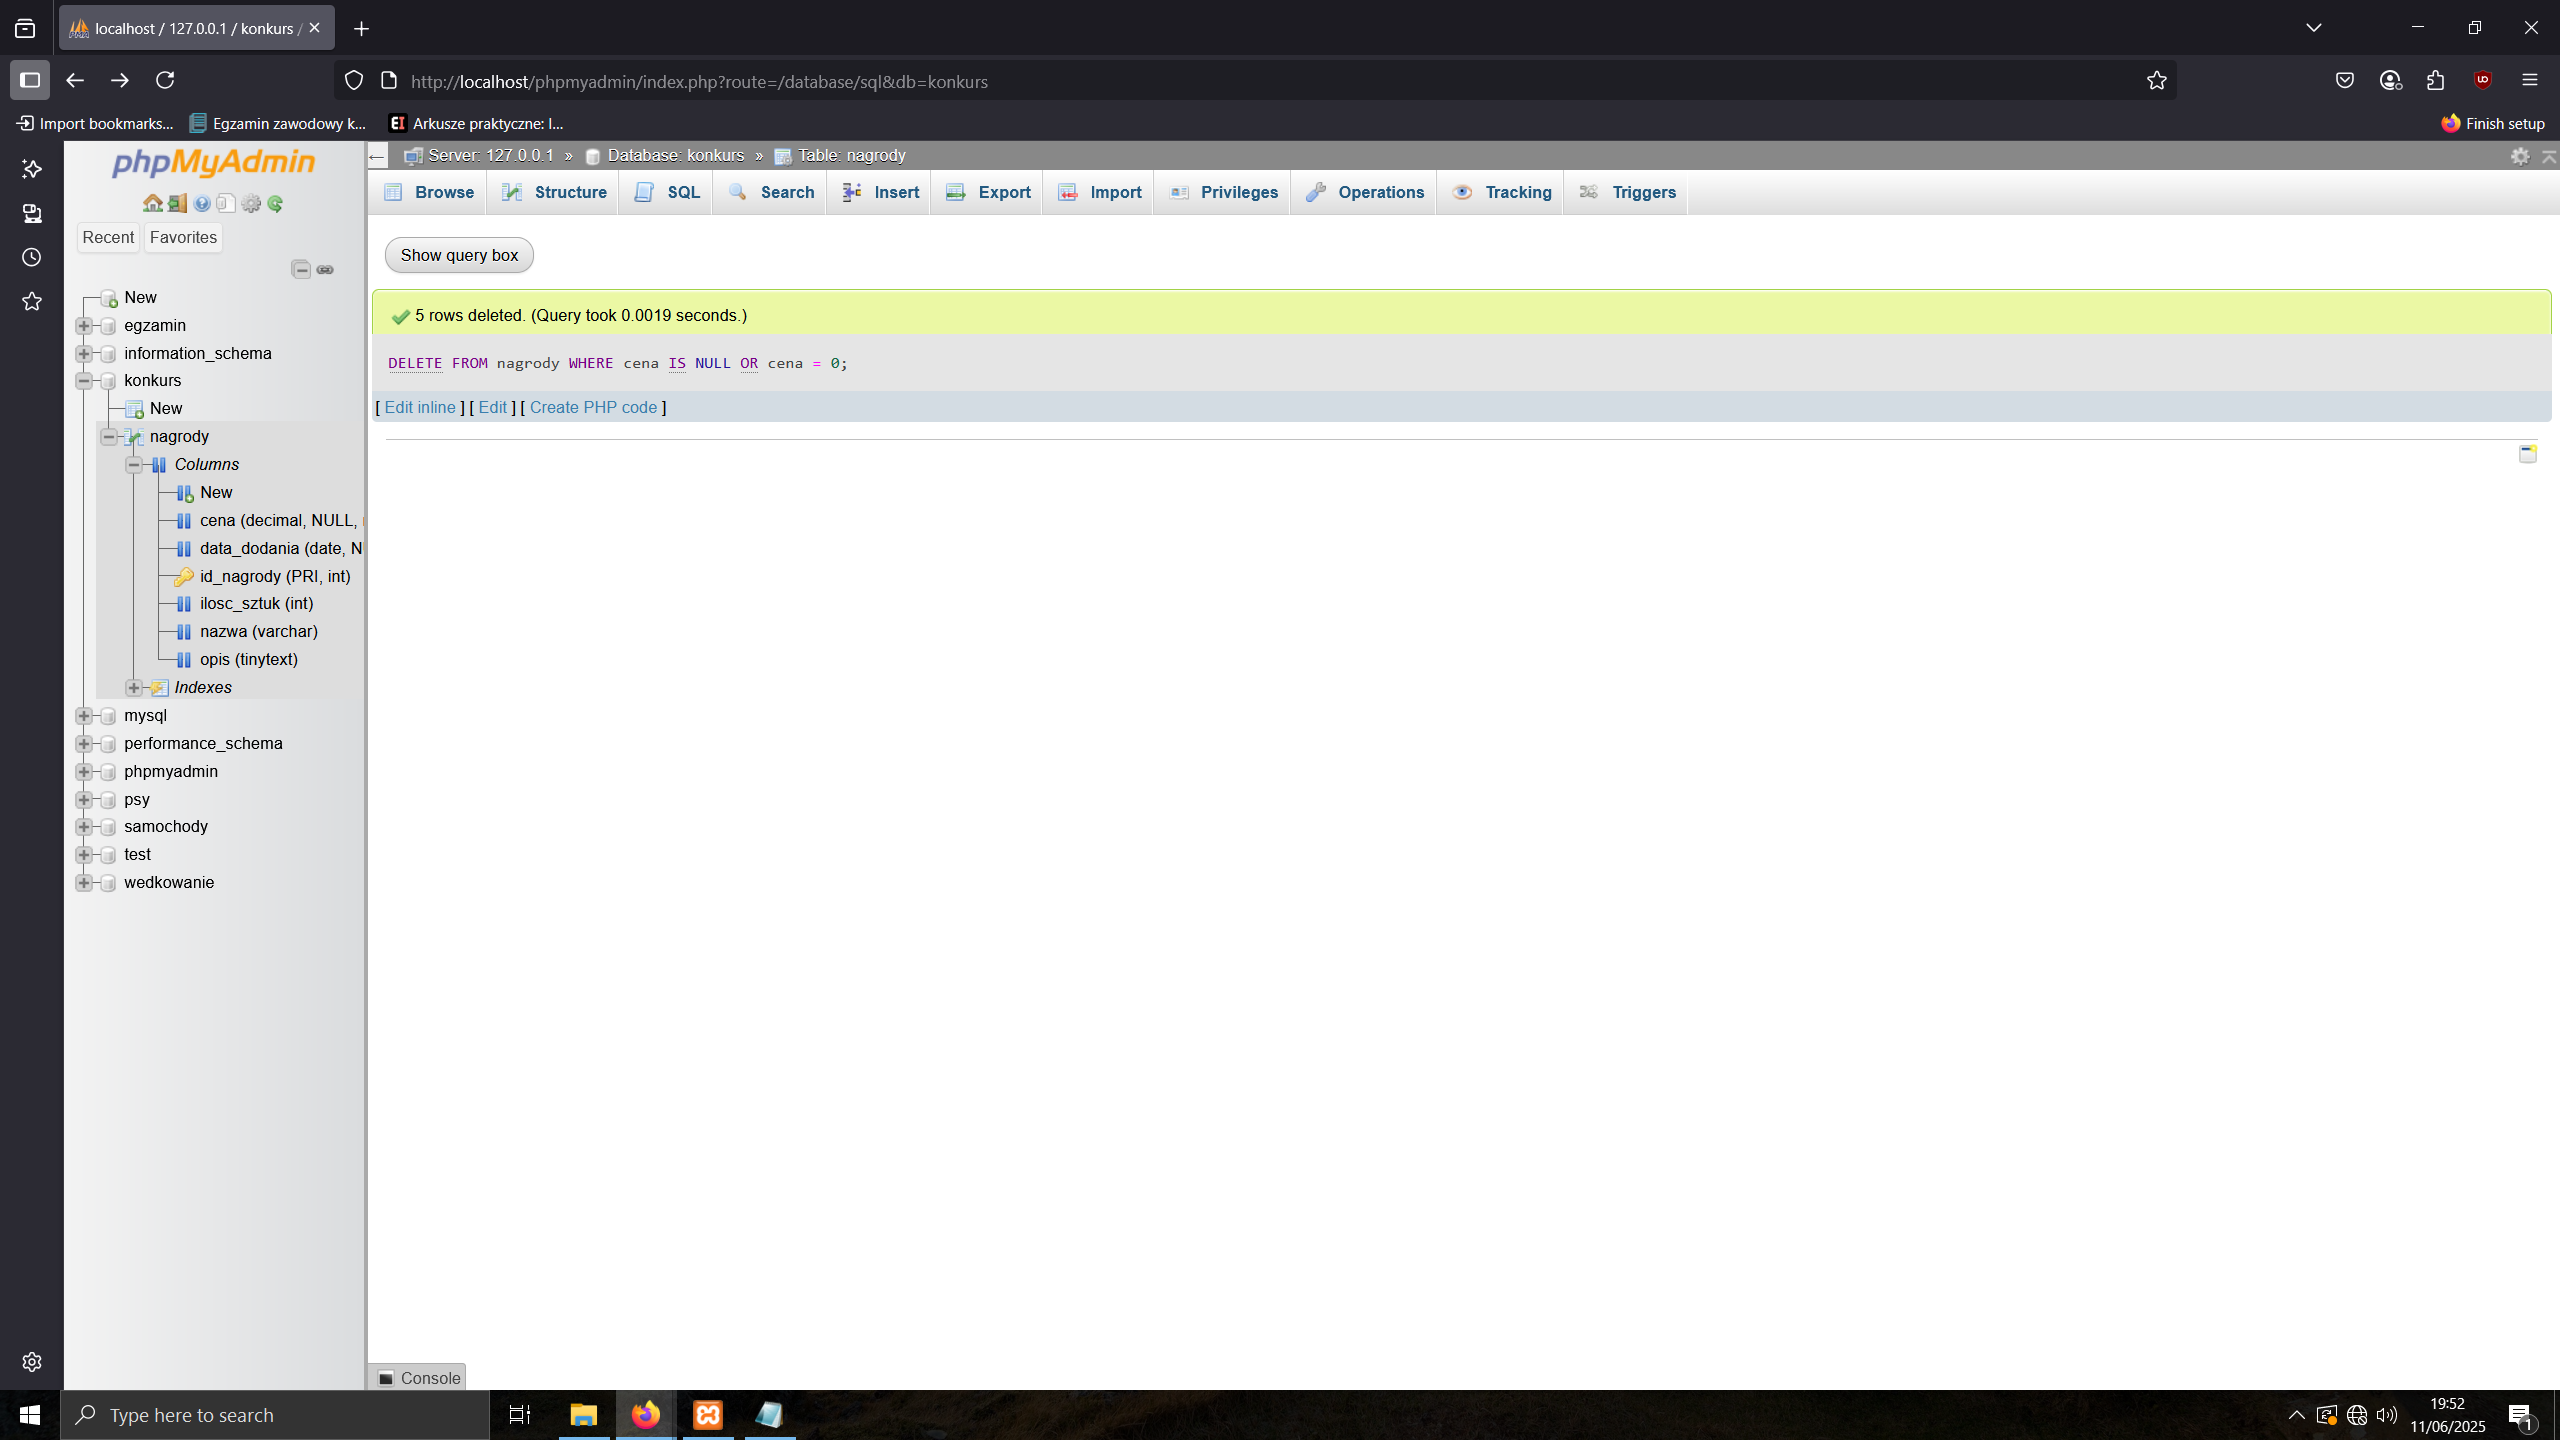 localhost / 127.0.0.1 / konkurs /
http://localhost/phpmyadmin/index.php?route=/database/sql&db=konkurs
Import bookmarks...
Egzamin zawodowy k...
EI Arkusze praktyczne: I...
Finish setup
phpMyAdmin
Recent
Favorites
New
egzamin
information_schema
konkurs
New
nagrody
Columns
New
cena (decimal, NULL,
data_dodania (date, N
id_nagrody (PRI, int)
ilosc_sztuk (int)
nazwa (varchar)
opis (tinytext)
Indexes
mysql
performance_schema
phpmyadmin
psy
samochody
test
wedkowanie
← Server: 127.0.0.1 » Database: konkurs » Table: nagrody
Browse Structure SQL Search Insert Export Import Privileges Operations Tracking Triggers
Show query box
5 rows deleted. (Query took 0.0019 seconds.)
DELETE FROM nagrody WHERE cena IS NULL OR cena = 0;
[ Edit inline ] [ Edit ] [ Create PHP code ]
Console
Type here to search
19:52
11/06/2025
1